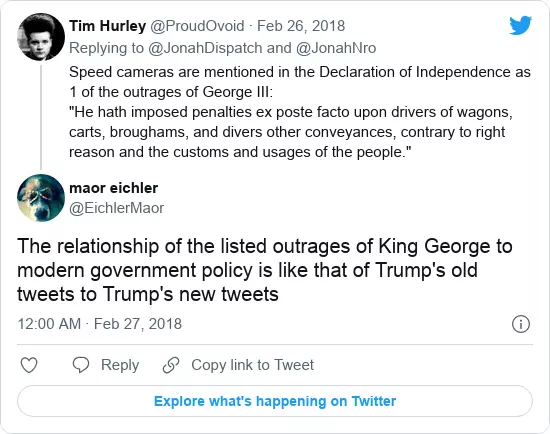 Tim Hurley @ProudOvoid · Feb 26, 2018
Replying to @JonahDispatch and @JonahNro
Speed cameras are mentioned in the Declaration of Independence as
1 of the outrages of George III:
"He hath imposed penalties ex poste facto upon drivers of wagons,
carts, broughams, and divers other conveyances, contrary to right
reason and the customs and usages of the people."
maor eichler
@EichlerMaor
The relationship of the listed outrages of King George to
modern government policy is like that of Trump's old
tweets to Trump's new tweets
12:00 AM · Feb 27, 2018
Reply Copy link to Tweet
Explore what's happening on Twitter